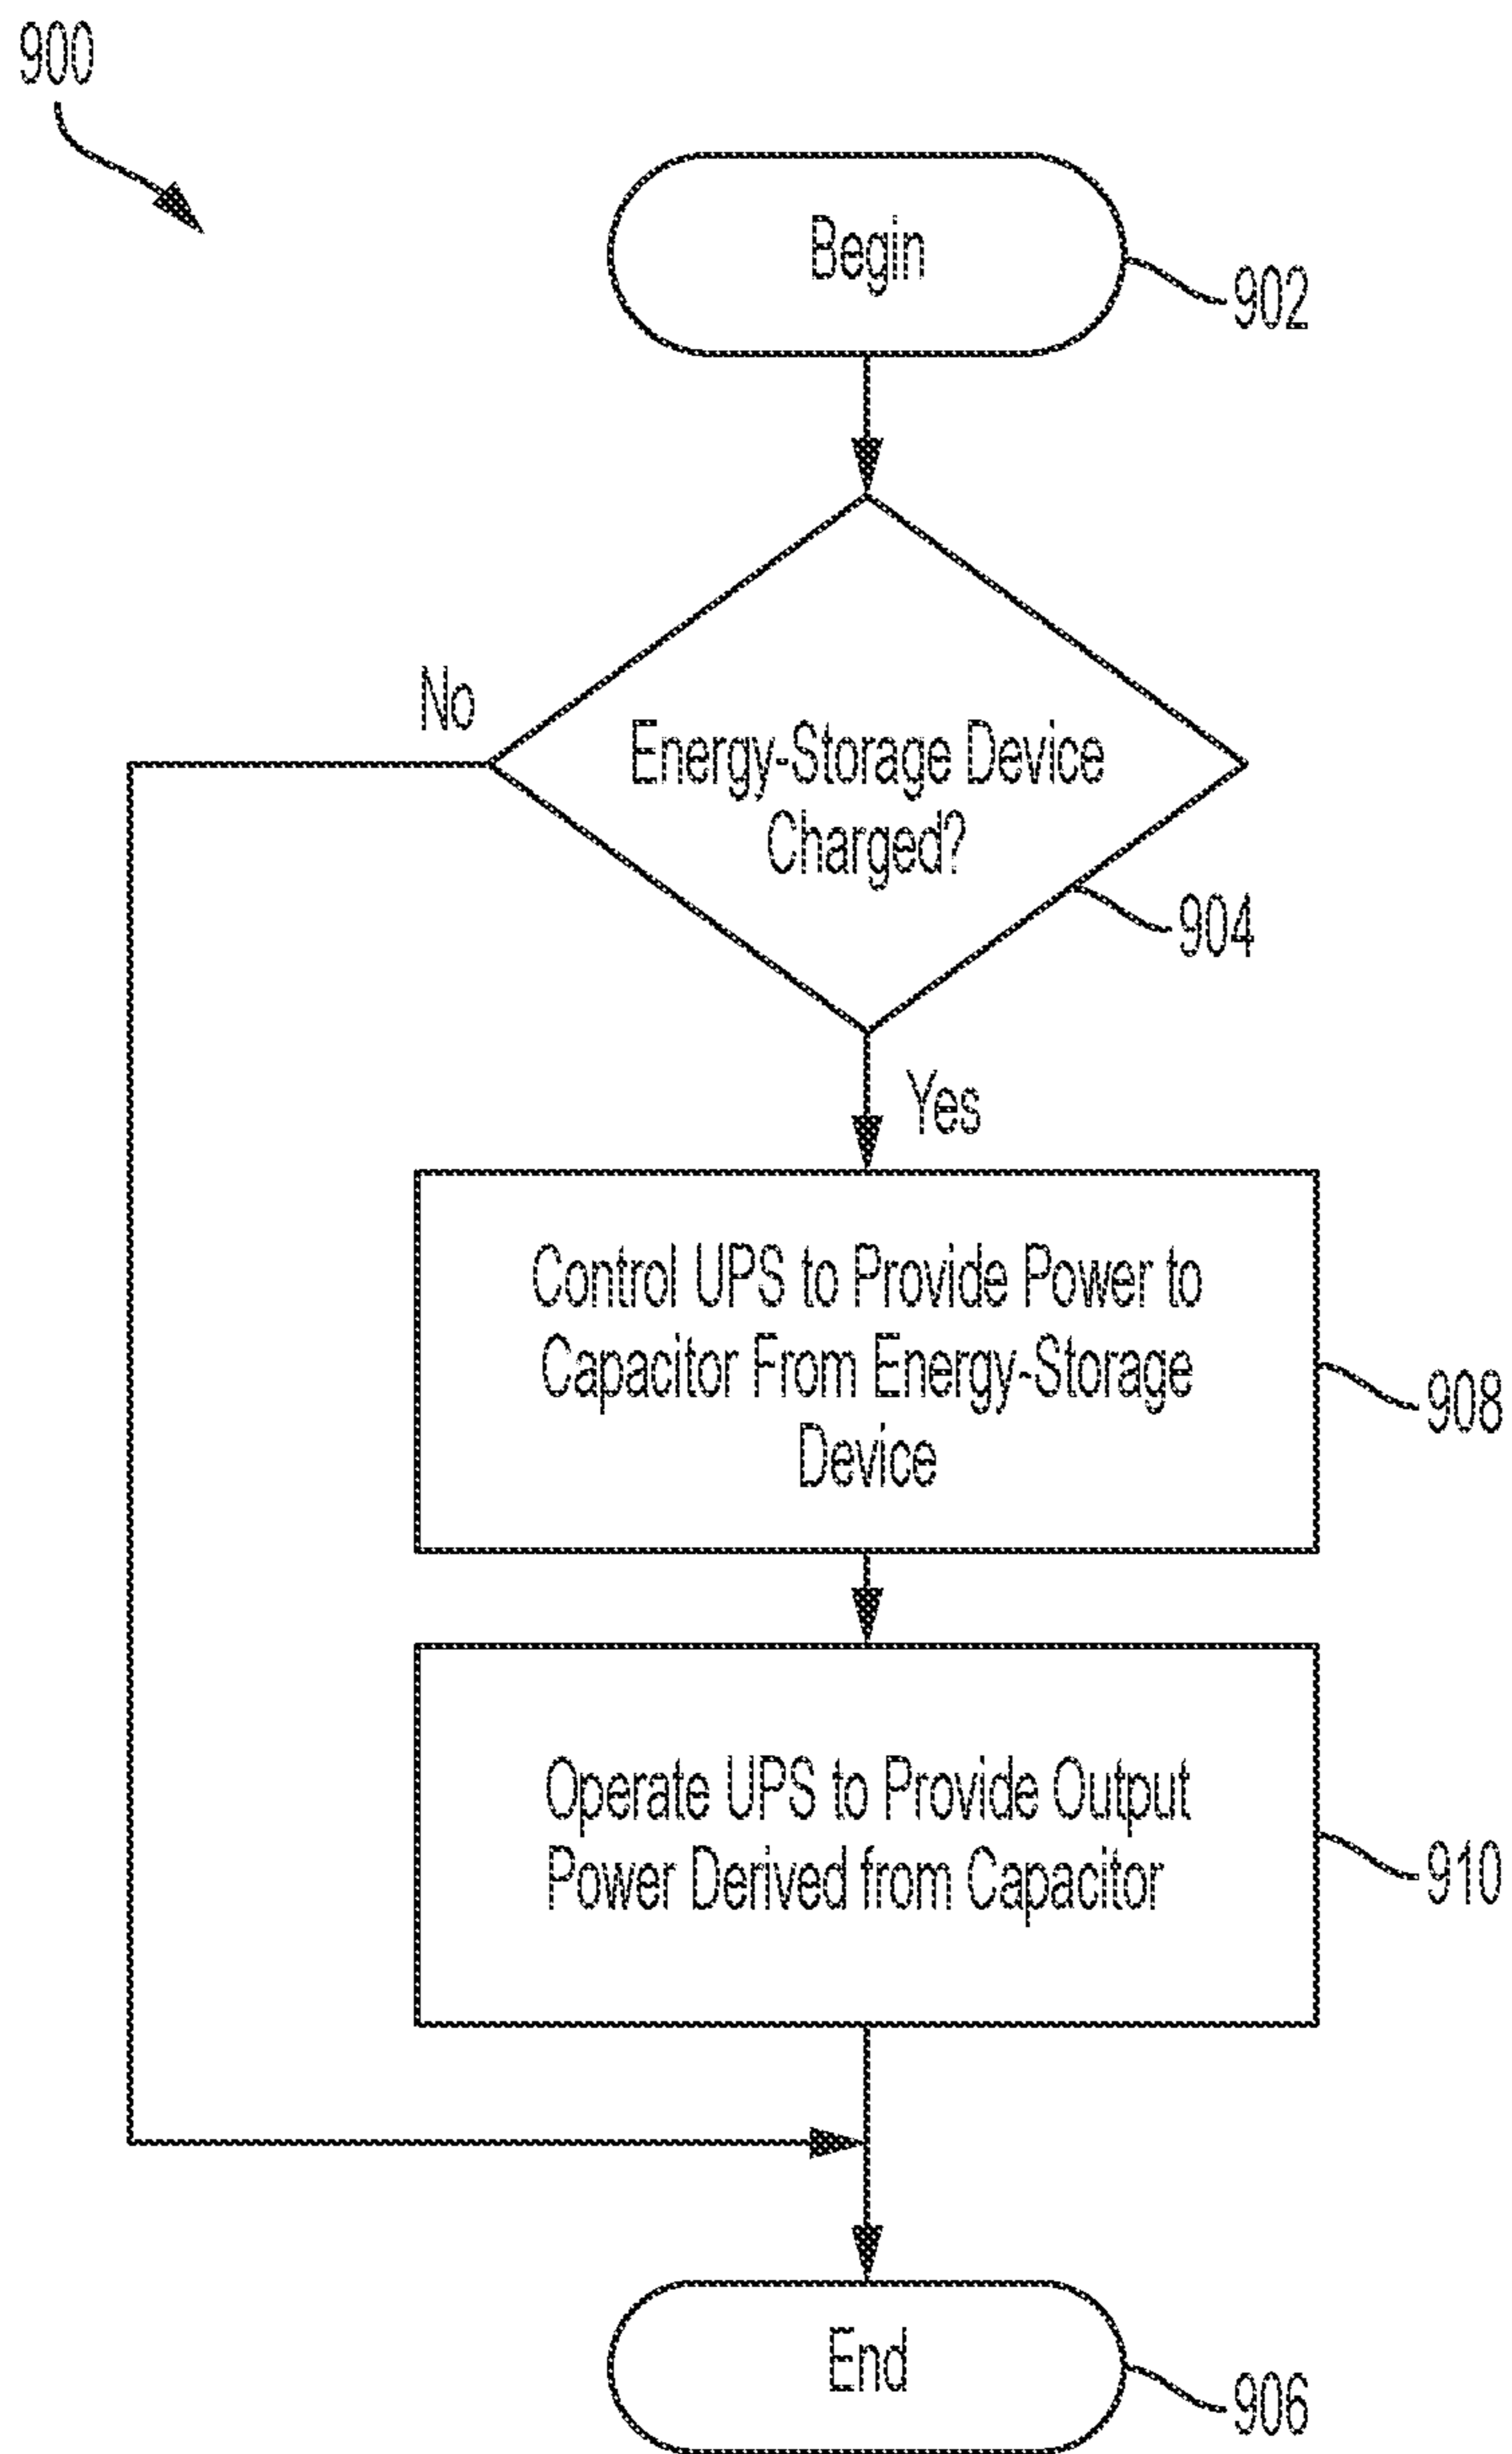 900
Begin
902
No
Energy-Storage Device
Charged?
904
Yes
Control UPS to Provide Power to
Capacitor From Energy-Storage
Device
908
Operate UPS to Provide Output
Power Derived from Capacitor
910
End
906